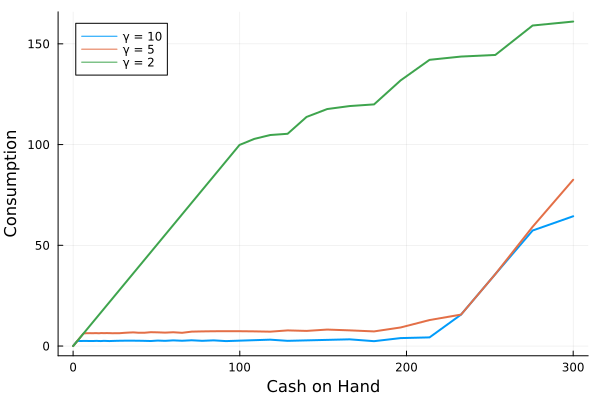 150
100
50
0
γ = 10
γ = 5
γ = 2
Consumption
0
100
200
300
Cash on Hand